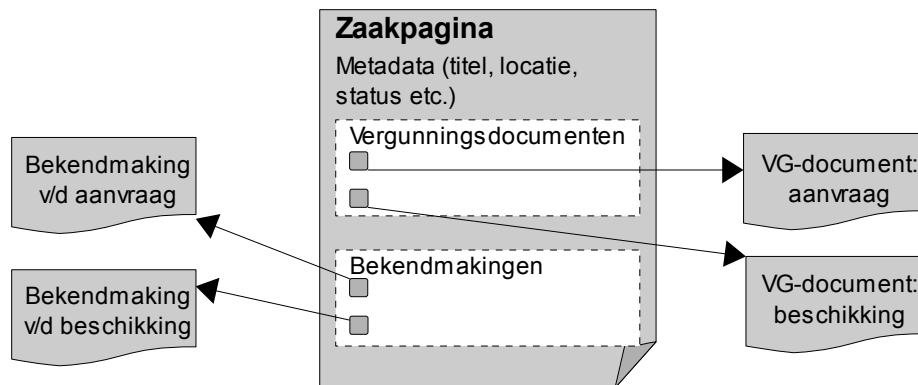 Zaakpagina
Metadata (titel, locatie,
status etc.)
Vergunningsdocumenten
Bekendmakingen
Bekendmaking
v/d aanvraag
Bekendmaking
v/d beschikking
VG-document:
aanvraag
VG-document:
beschikking